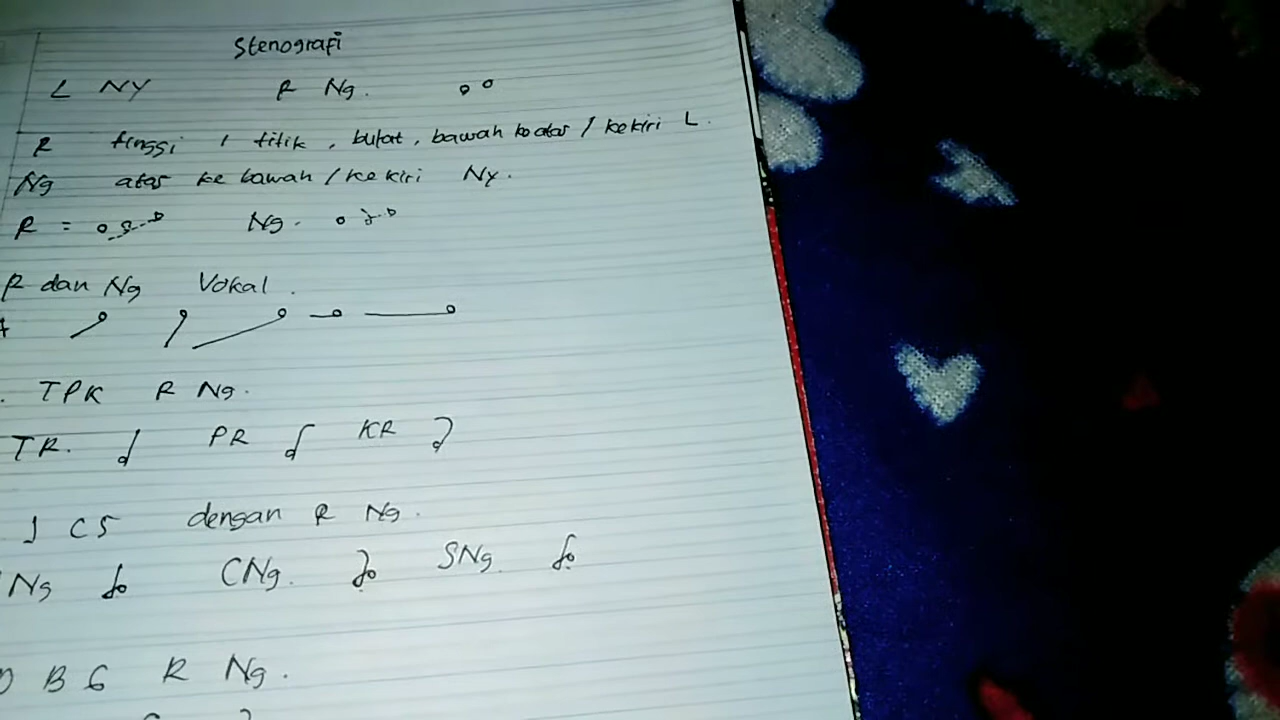 Stenografi
L NY R Ng.
R tinggi 1 titik, bulat, bawah ke atas / ke kiri L.
Ng atas ke bawah / ke kiri Ny.
R = Ng.
R dan Ng Vokal.
. TPK R Ng.
TR. PR KR
J C S dengan R Ng.
Ng CNg. SNg.
D B G R Ng.